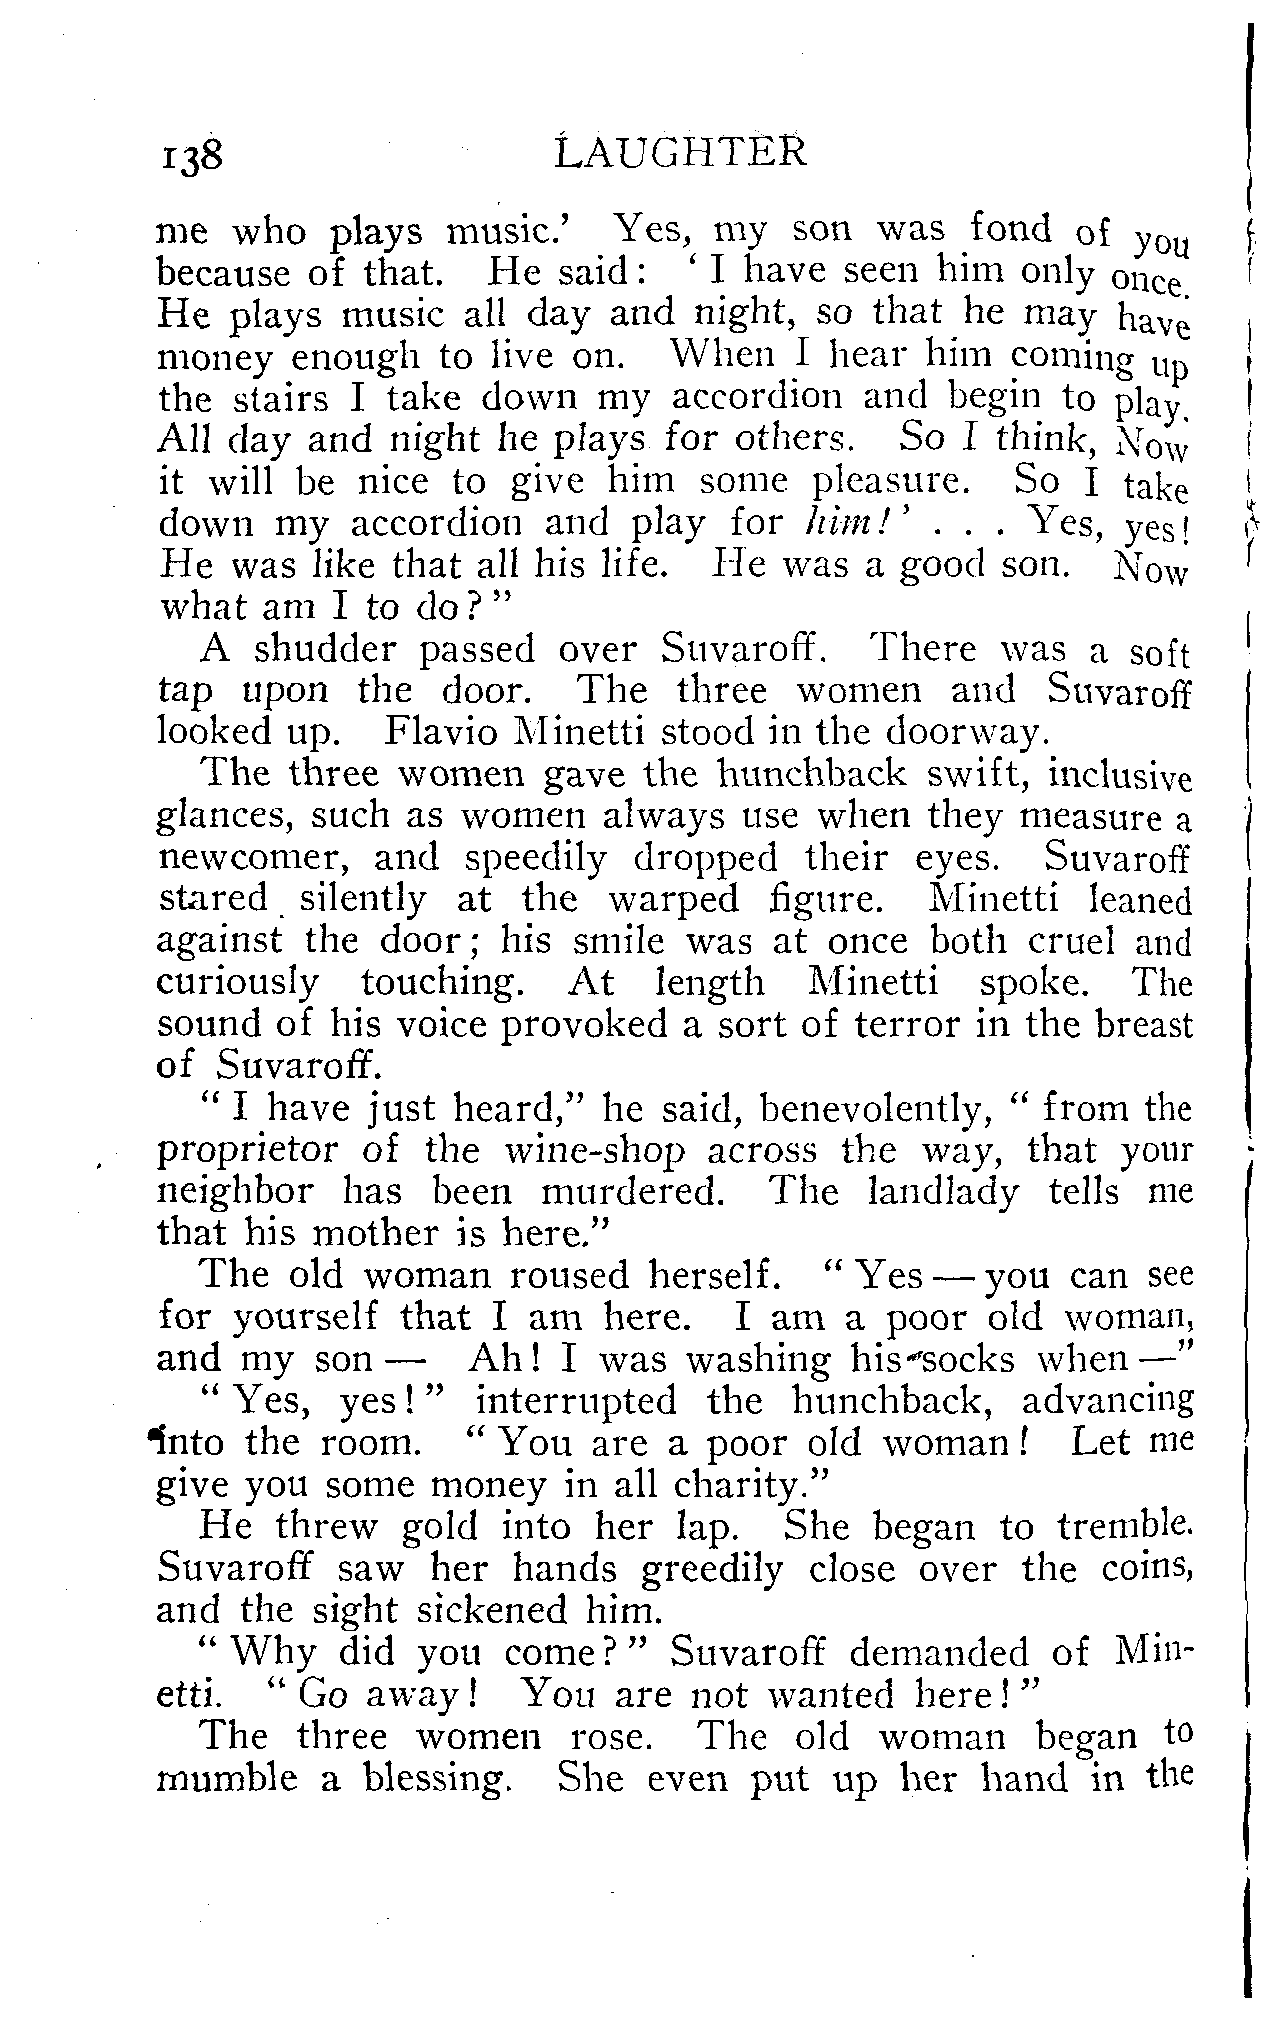 138 LAUGHTER
me who plays music.' Yes, my son was fond of you
because of that. He said: ' I have seen him only once.
He plays music all day and night, so that he may have
money enough to live on. When I hear him coming up
the stairs I take down my accordion and begin to play.
All day and night he plays for others. So I think, Now
it will be nice to give him some pleasure. So I take
down my accordion and play for him!' . . . Yes, yes!
He was like that all his life. He was a good son. Now
what am I to do?"
A shudder passed over Suvaroff. There was a soft
tap upon the door. The three women and Suvaroff
looked up. Flavio Minetti stood in the doorway.
The three women gave the hunchback swift, inclusive
glances, such as women always use when they measure a
newcomer, and speedily dropped their eyes. Suvaroff
stared silently at the warped figure. Minetti leaned
against the door; his smile was at once both cruel and
curiously touching. At length Minetti spoke. The
sound of his voice provoked a sort of terror in the breast
of Suvaroff.
" I have just heard," he said, benevolently, " from the
proprietor of the wine-shop across the way, that your
neighbor has been murdered. The landlady tells me
that his mother is here."
The old woman roused herself. " Yes — you can see
for yourself that I am here. I am a poor old woman,
and my son — Ah! I was washing his socks when —"
" Yes, yes!" interrupted the hunchback, advancing
into the room. " You are a poor old woman! Let me
give you some money in all charity."
He threw gold into her lap. She began to tremble.
Suvaroff saw her hands greedily close over the coins,
and the sight sickened him.
" Why did you come?" Suvaroff demanded of Min-
etti. " Go away! You are not wanted here!"
The three women rose. The old woman began to
mumble a blessing. She even put up her hand in the